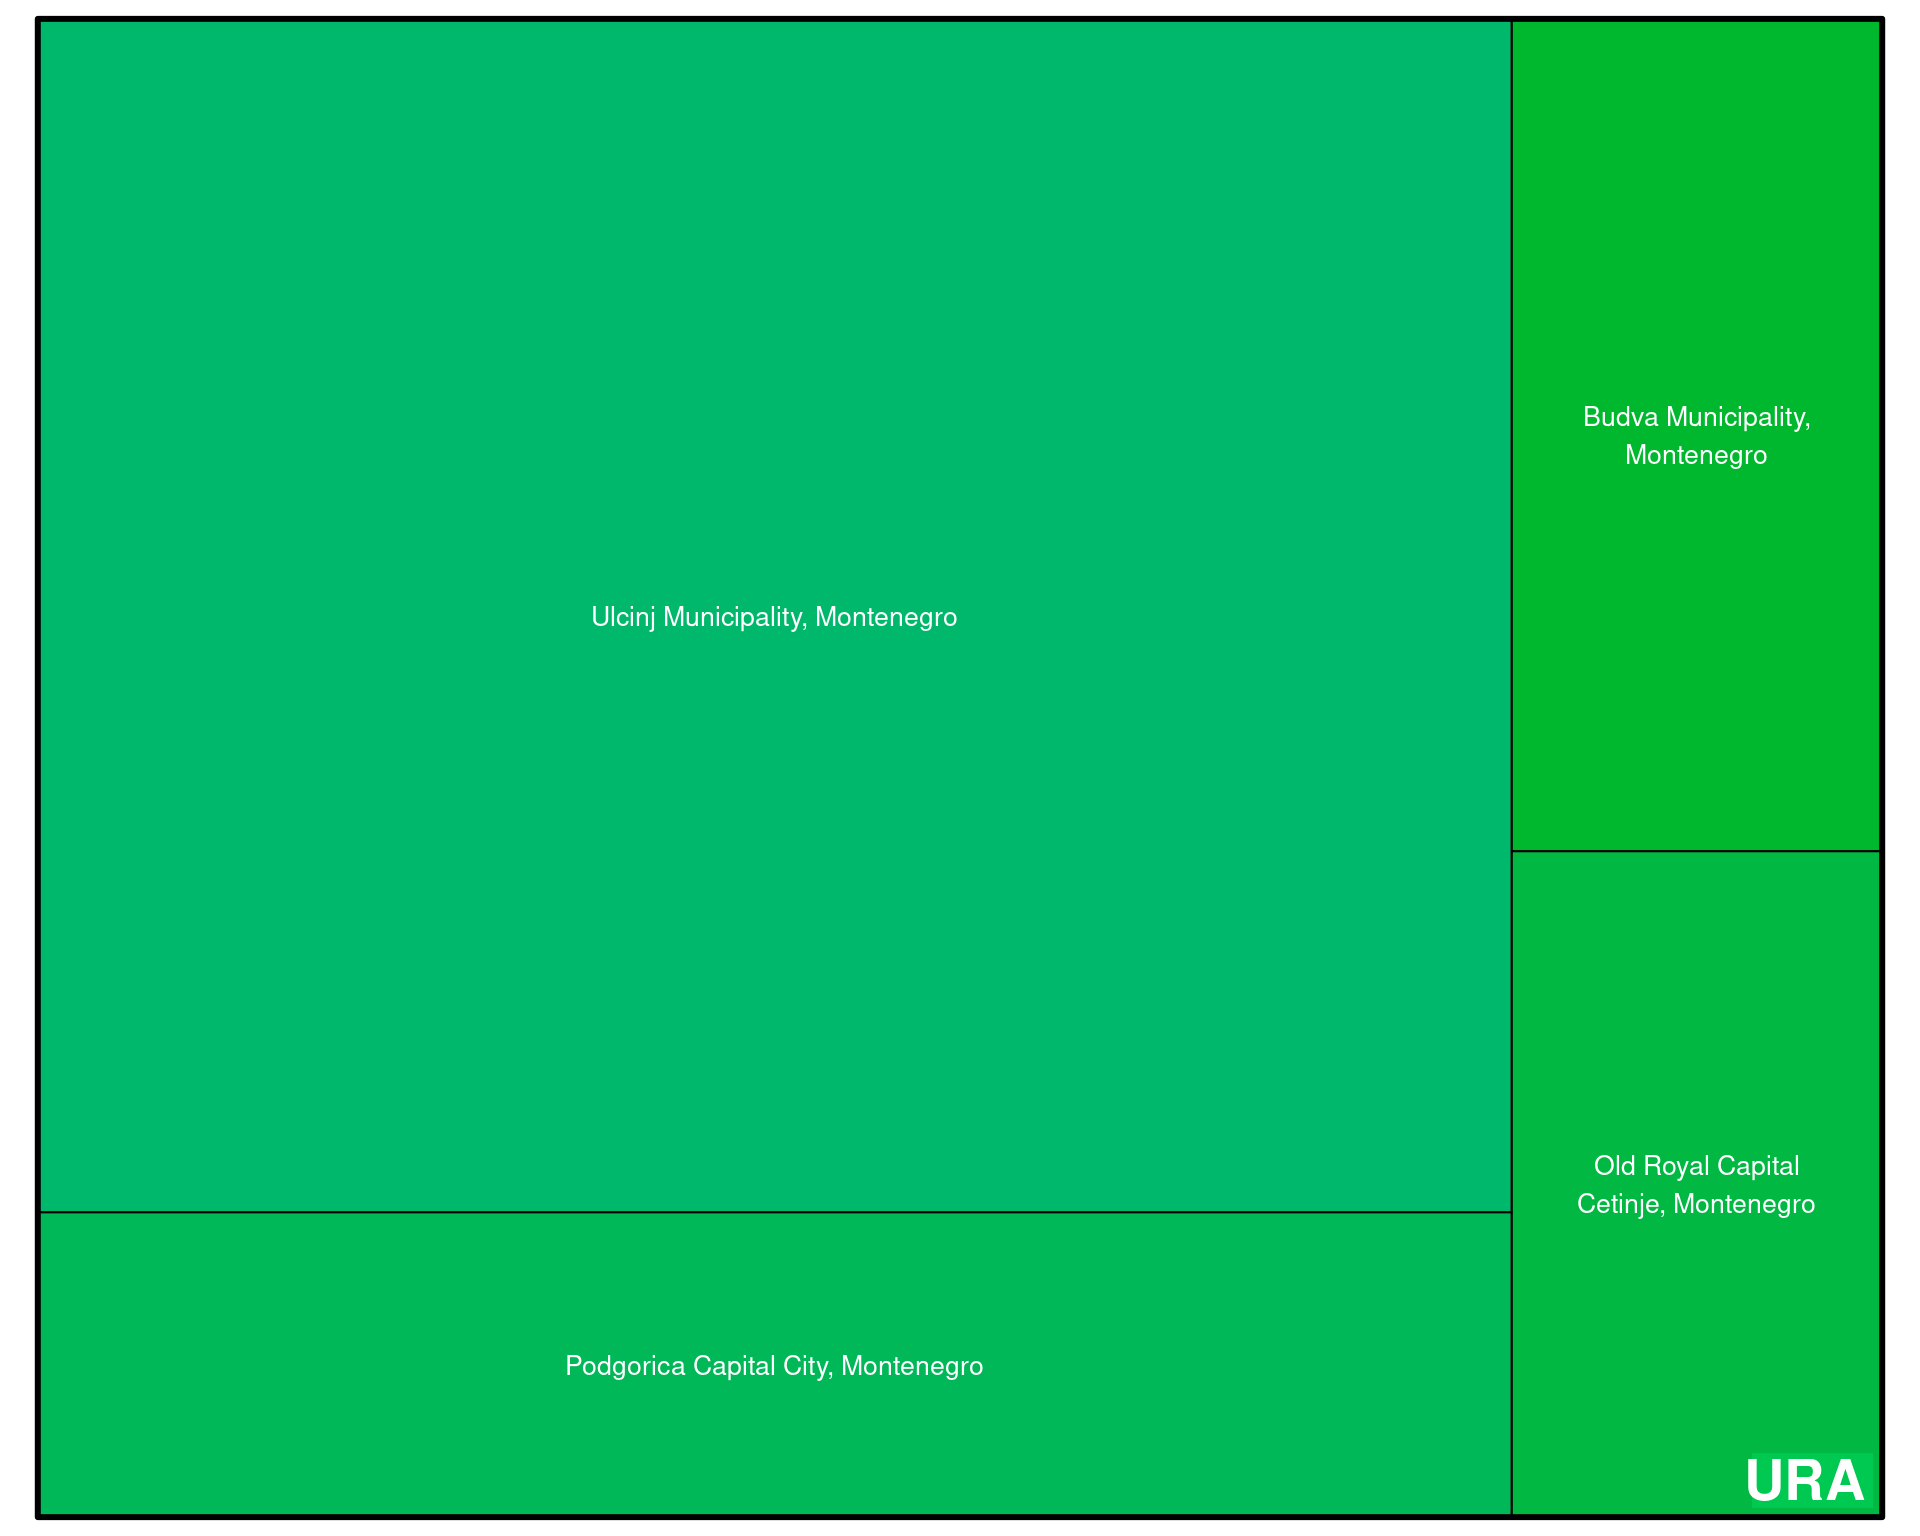 Ulcinj Municipality, Montenegro
Podgorica Capital City, Montenegro
Budva Municipality,
Montenegro
Old Royal Capital
Cetinje, Montenegro
URA